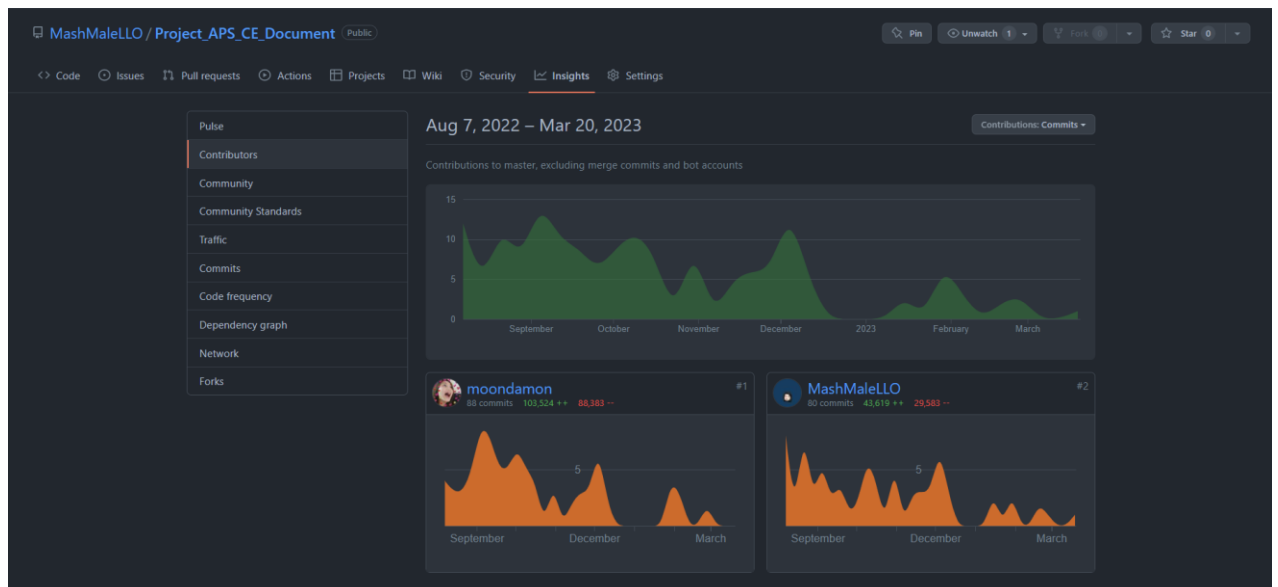 MashMaleLLO / Project_APS_CE_Document Public Pin Unwatch 1 Fork 0 Star 0
Code Issues Pull requests Actions Projects Wiki Security Insights Settings
Pulse
Contributors
Community
Community Standards
Traffic
Commits
Code frequency
Dependency graph
Network
Forks
Aug 7, 2022 – Mar 20, 2023
Contributions: Commits
Contributions to master, excluding merge commits and bot accounts
15
10
5
0
September October November December 2023 February March
moondamon #1
88 commits 103,524 ++ 88,383 --
5
September December March
MashMaleLLO #2
80 commits 43,619 ++ 29,583 --
5
September December March